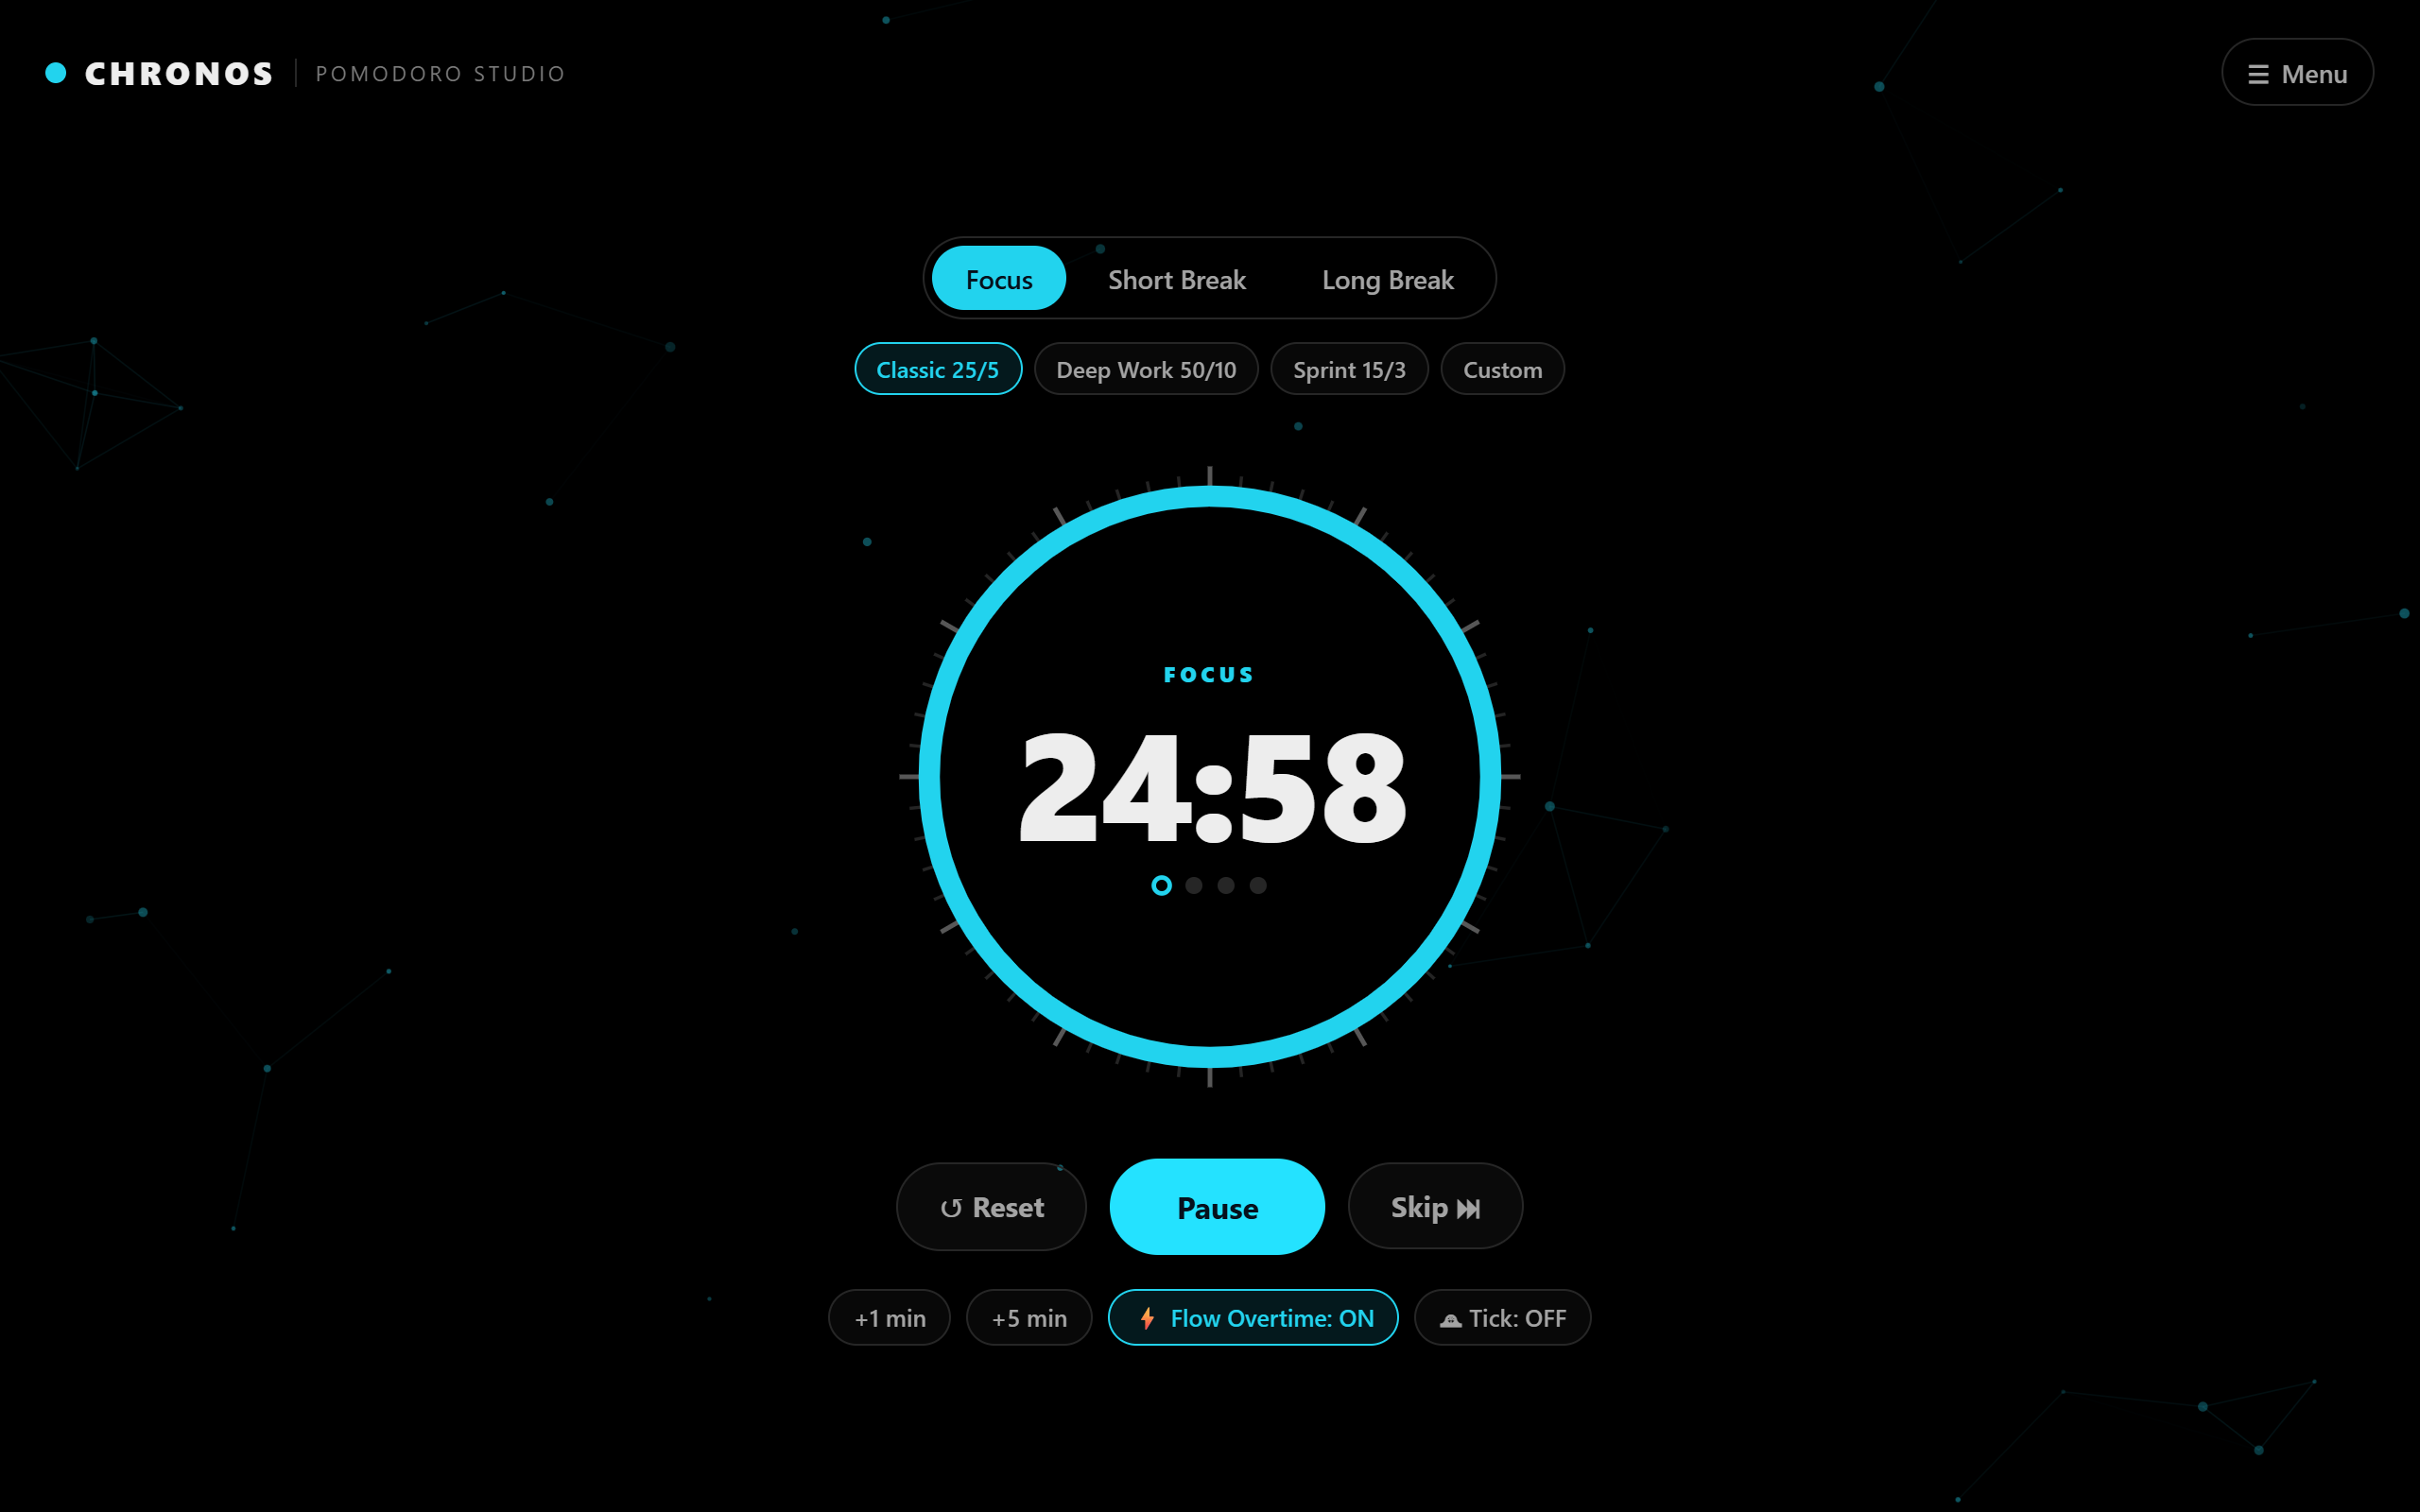 CHRONOS POMODORO STUDIO
☰ Menu
Focus Short Break Long Break
Classic 25/5 Deep Work 50/10 Sprint 15/3 Custom
FOCUS
24:58
↺ Reset Pause Skip ⏭
+1 min +5 min ⚡ Flow Overtime: ON 🕰 Tick: OFF